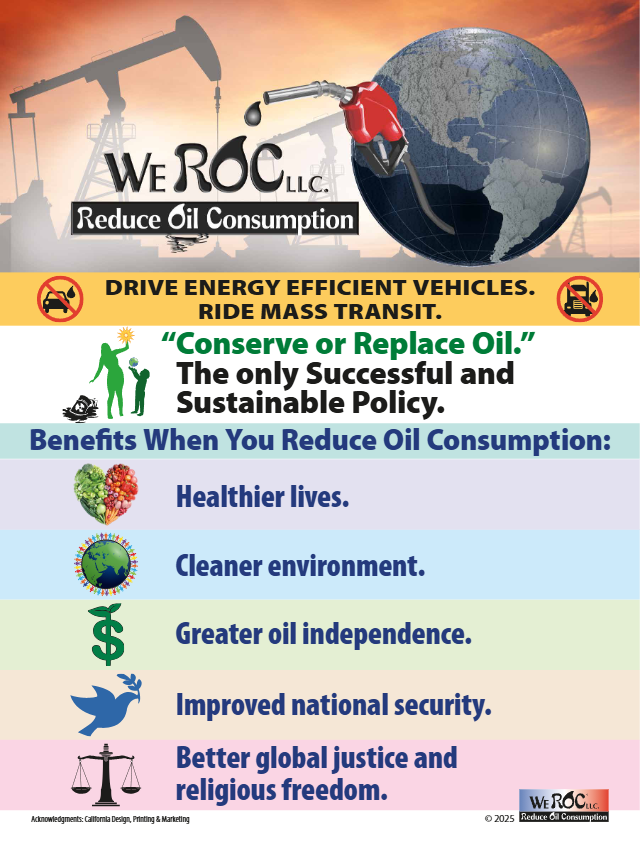 WE ROC LLC.
Reduce Oil Consumption
DRIVE ENERGY EFFICIENT VEHICLES.
RIDE MASS TRANSIT.
“Conserve or Replace Oil.”
The only Successful and
Sustainable Policy.
Benefits When You Reduce Oil Consumption:
Healthier lives.
Cleaner environment.
Greater oil independence.
Improved national security.
Better global justice and
religious freedom.
Acknowledgments: California Design, Printing & Marketing
© 2025
WE ROC LLC.
Reduce Oil Consumption